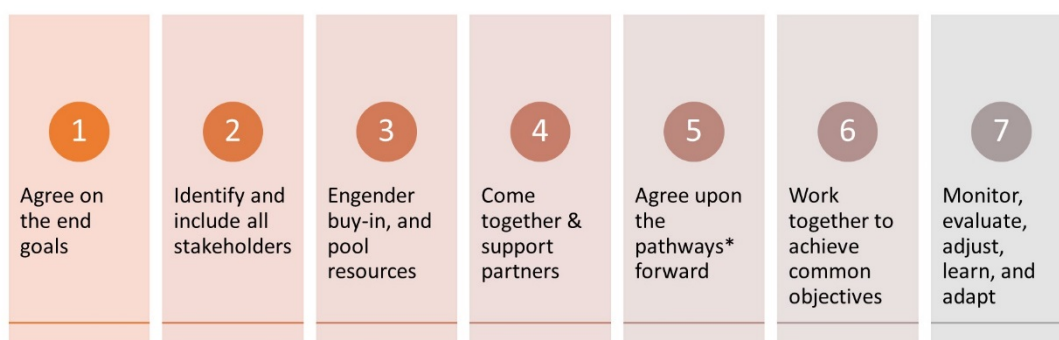 1
Agree on
the end
goals
2
Identify and
include all
stakeholders
3
Engender
buy-in, and
pool
resources
4
Come
together &
support
partners
5
Agree upon
the
pathways*
forward
6
Work
together to
achieve
common
objectives
7
Monitor,
evaluate,
adjust,
learn, and
adapt